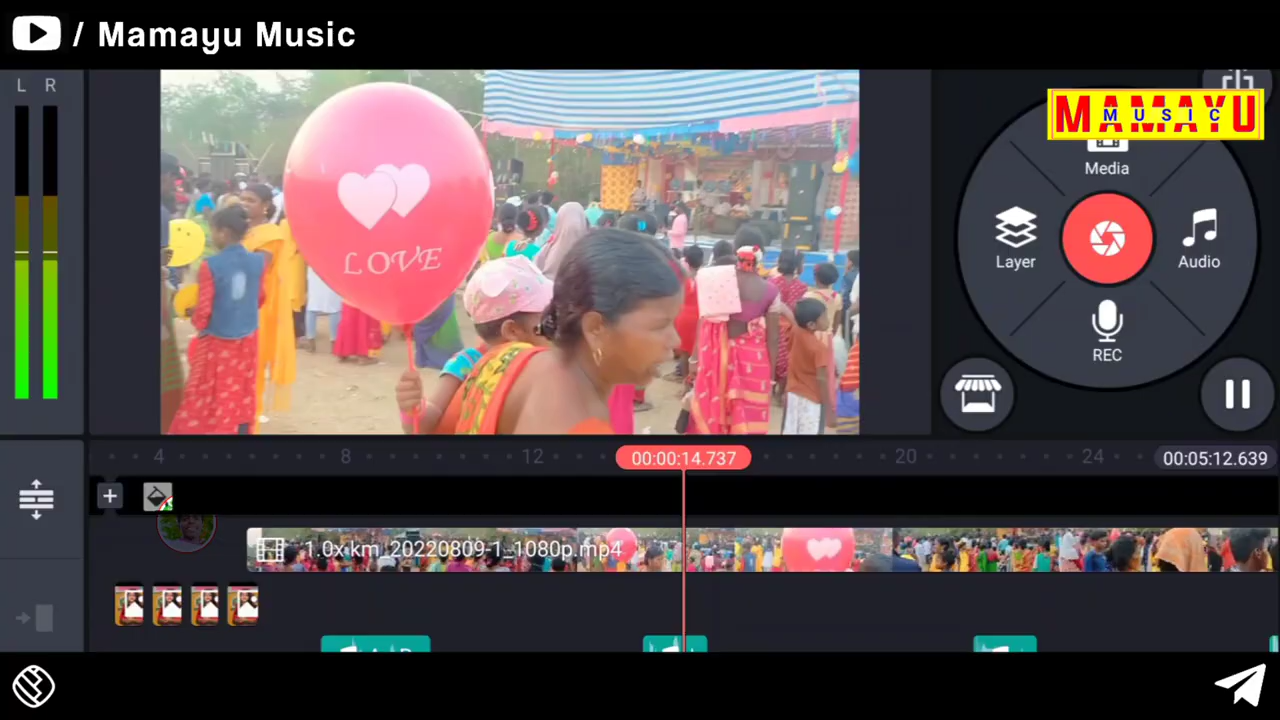 / Mamayu Music
L R
LOVE
MAMAYU
MUSIC
Media
Layer
Audio
REC
4 8 12 00:00:14.737 20 24 00:05:12.639
1.0x km_20220809-1_1080p.mp4